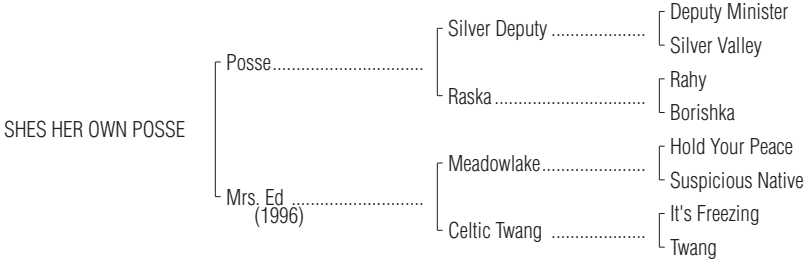 Deputy Minister
Silver Deputy ....................
Silver Valley
Posse................................
Rahy
Raska ................................
Borishka
SHES HER OWN POSSE
Hold Your Peace
Meadowlake......................
Suspicious Native
Mrs. Ed ............................
(1996)
It's Freezing
Celtic Twang ....................
Twang